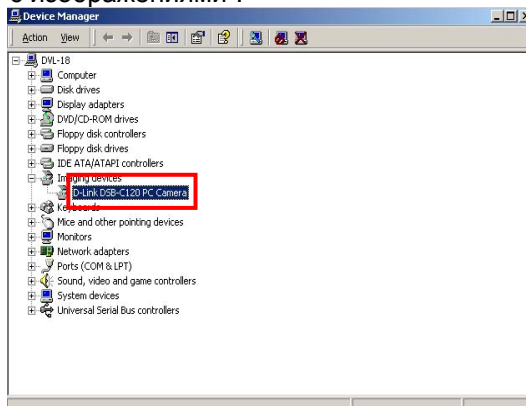 с изображениями".
Device Manager
Action View
DVL-18
Computer
Disk drives
Display adapters
DVD/CD-ROM drives
Floppy disk controllers
Floppy disk drives
IDE ATA/ATAPI controllers
Imaging devices
D-Link DSB-C120 PC Camera
Keyboards
Mice and other pointing devices
Monitors
Network adapters
Ports (COM & LPT)
Sound, video and game controllers
System devices
Universal Serial Bus controllers